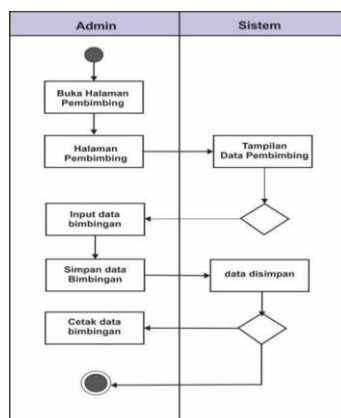 Admin
Sistem
Buka Halaman
Pembimbing
Halaman
Pembimbing
Tampilan
Data Pembimbing
Input data
bimbingan
Simpan data
Bimbingan
data disimpan
Cetak data
bimbingan